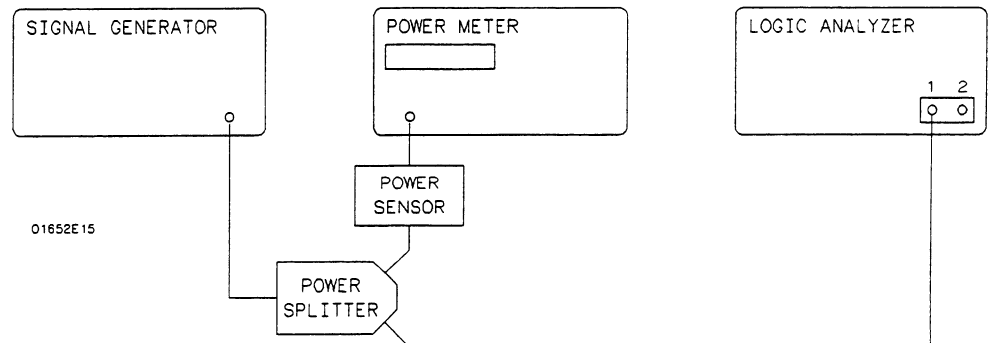 SIGNAL GENERATOR
POWER METER
LOGIC ANALYZER
1 2
POWER
SENSOR
01652E15
POWER
SPLITTER